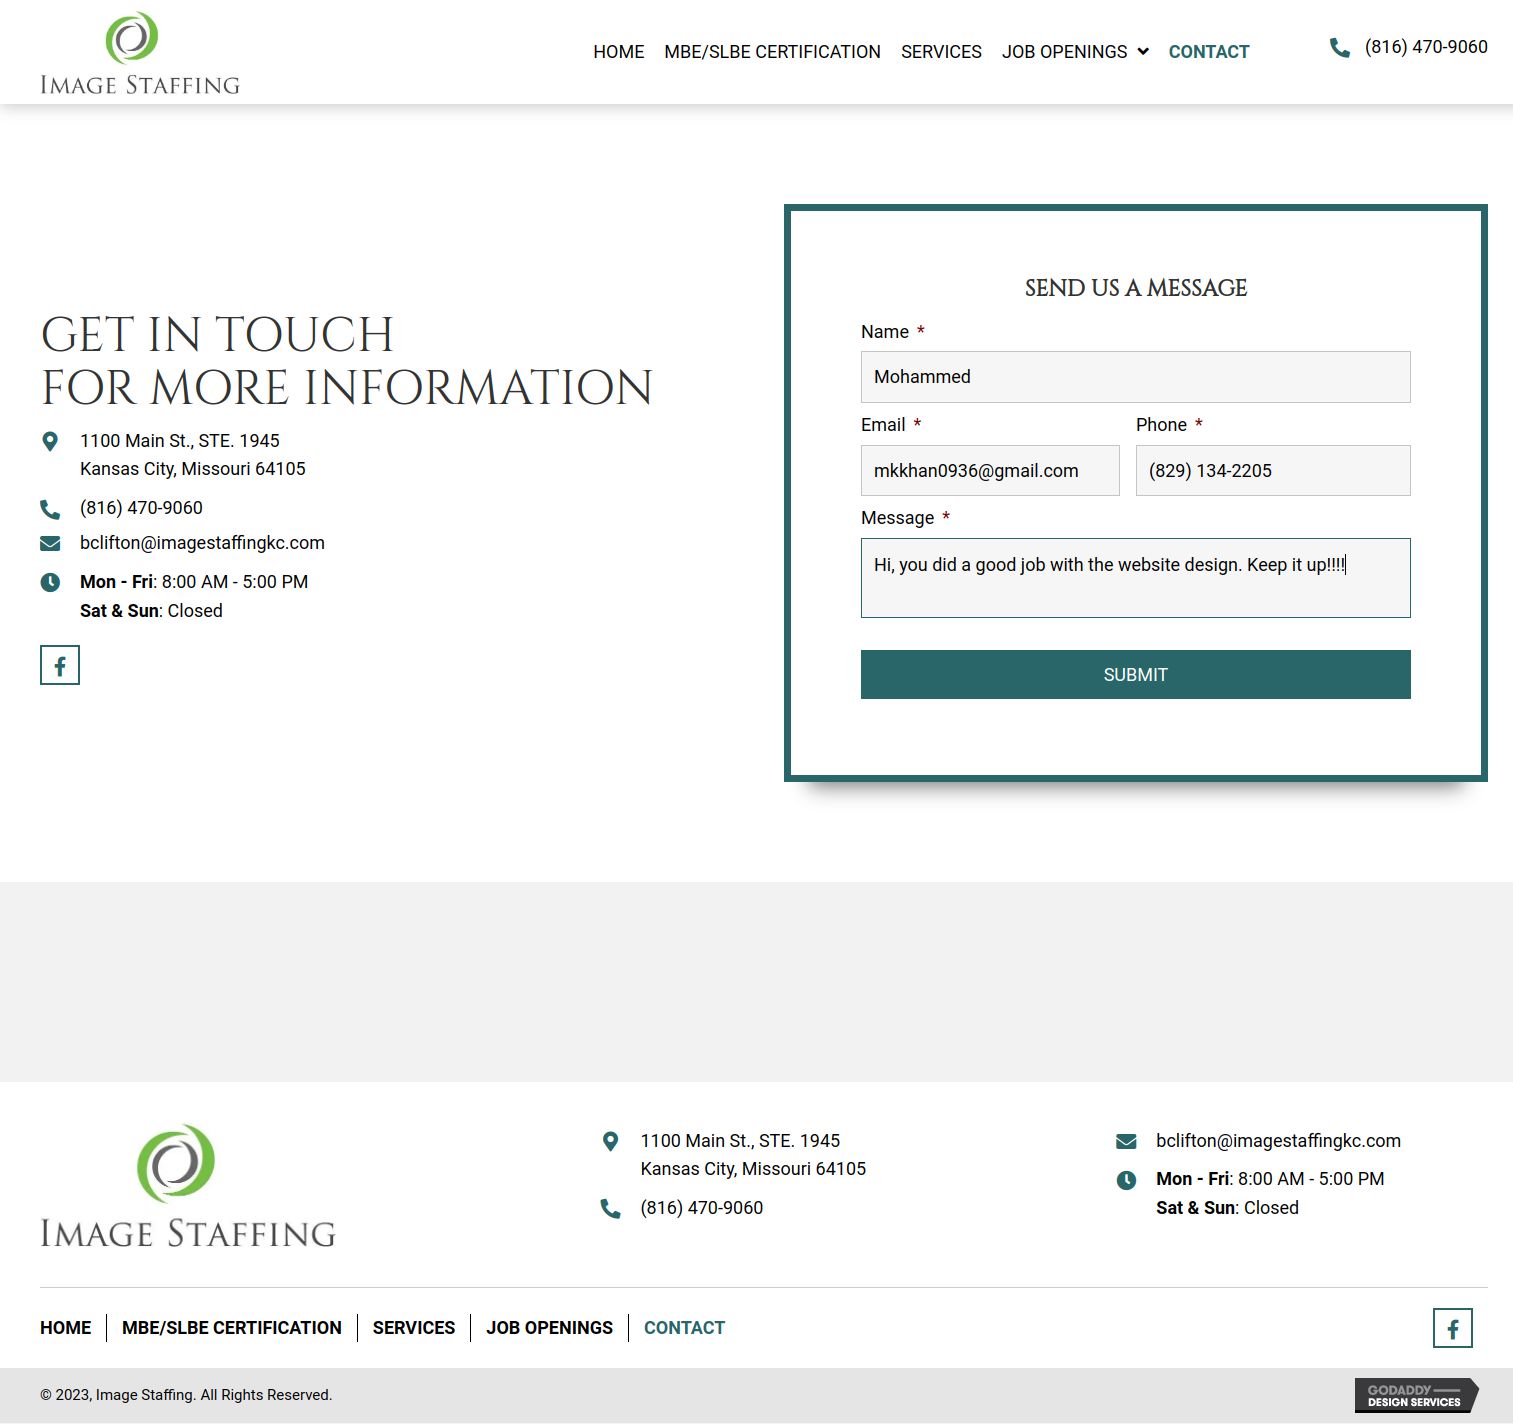 IMAGE STAFFING
HOME MBE/SLBE CERTIFICATION SERVICES JOB OPENINGS CONTACT
(816) 470-9060
GET IN TOUCH
FOR MORE INFORMATION
1100 Main St., STE. 1945
Kansas City, Missouri 64105
(816) 470-9060
bclifton@imagestaffingkc.com
Mon - Fri: 8:00 AM - 5:00 PM
Sat & Sun: Closed
SEND US A MESSAGE
Name *
Mohammed
Email * Phone *
mkkhan0936@gmail.com (829) 134-2205
Message *
Hi, you did a good job with the website design. Keep it up!!!!
SUBMIT
IMAGE STAFFING
1100 Main St., STE. 1945
Kansas City, Missouri 64105
(816) 470-9060
bclifton@imagestaffingkc.com
Mon - Fri: 8:00 AM - 5:00 PM
Sat & Sun: Closed
HOME MBE/SLBE CERTIFICATION SERVICES JOB OPENINGS CONTACT
© 2023, Image Staffing. All Rights Reserved.
GODADDY
DESIGN SERVICES